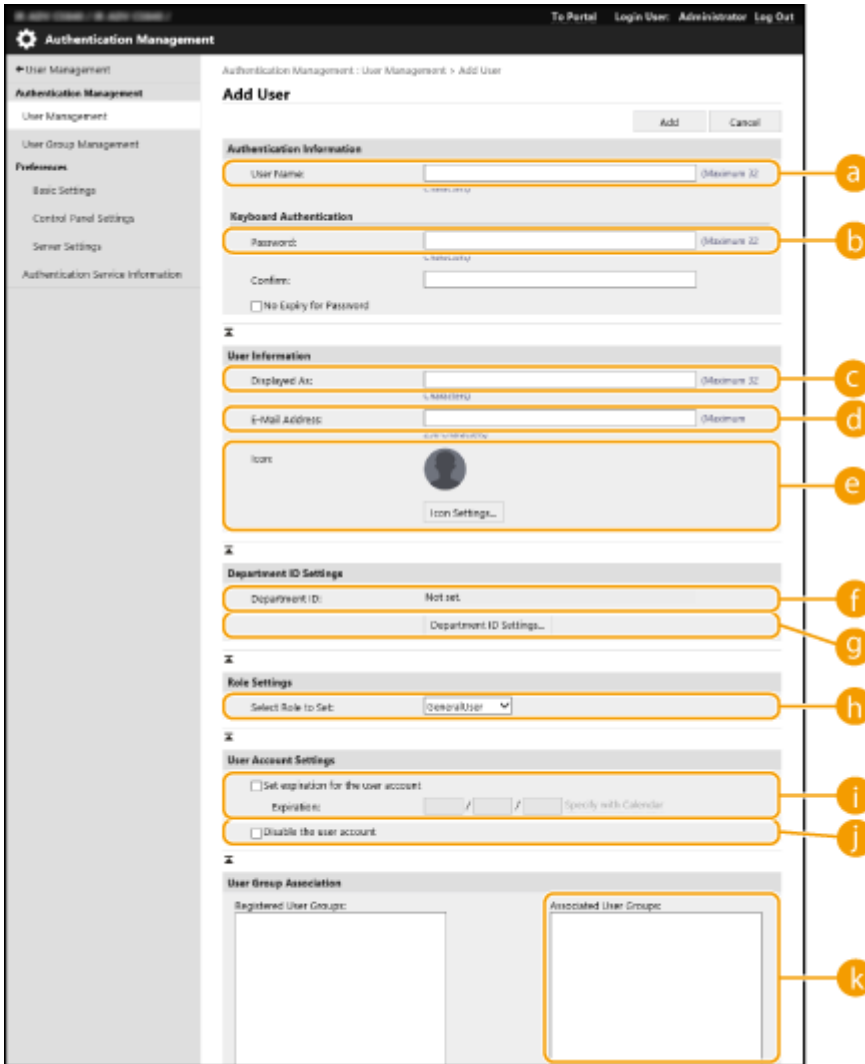 To Portal Login User: Administrator Log Out
Authentication Management
User Management
Authentication Management : User Management > Add User
Authentication Management
Add User
User Management
Add Cancel
User Group Management
Authentication Information
a
User Name: (Maximum 32
Preferences
Basic Settings
Control Panel Settings
Keyboard Authentication
b
Password: (Maximum 32
Server Settings
Authentication Service Information
Confirm:
No Expiry for Password
User Information
c
Displayed As: (Maximum 32
characters)
d
E-Mail Address: (Maximum
e
Icon:
Icon Settings...
Department ID Settings
f
Department ID: Not set.
g
Department ID Settings...
Role Settings
h
Select Role to Set: GeneralUser
User Account Settings
i
Set expiration for the user account
Expiration: / / Specify with Calendar
j
Disable the user account
User Group Association
Registered User Groups: Associated User Groups:
k